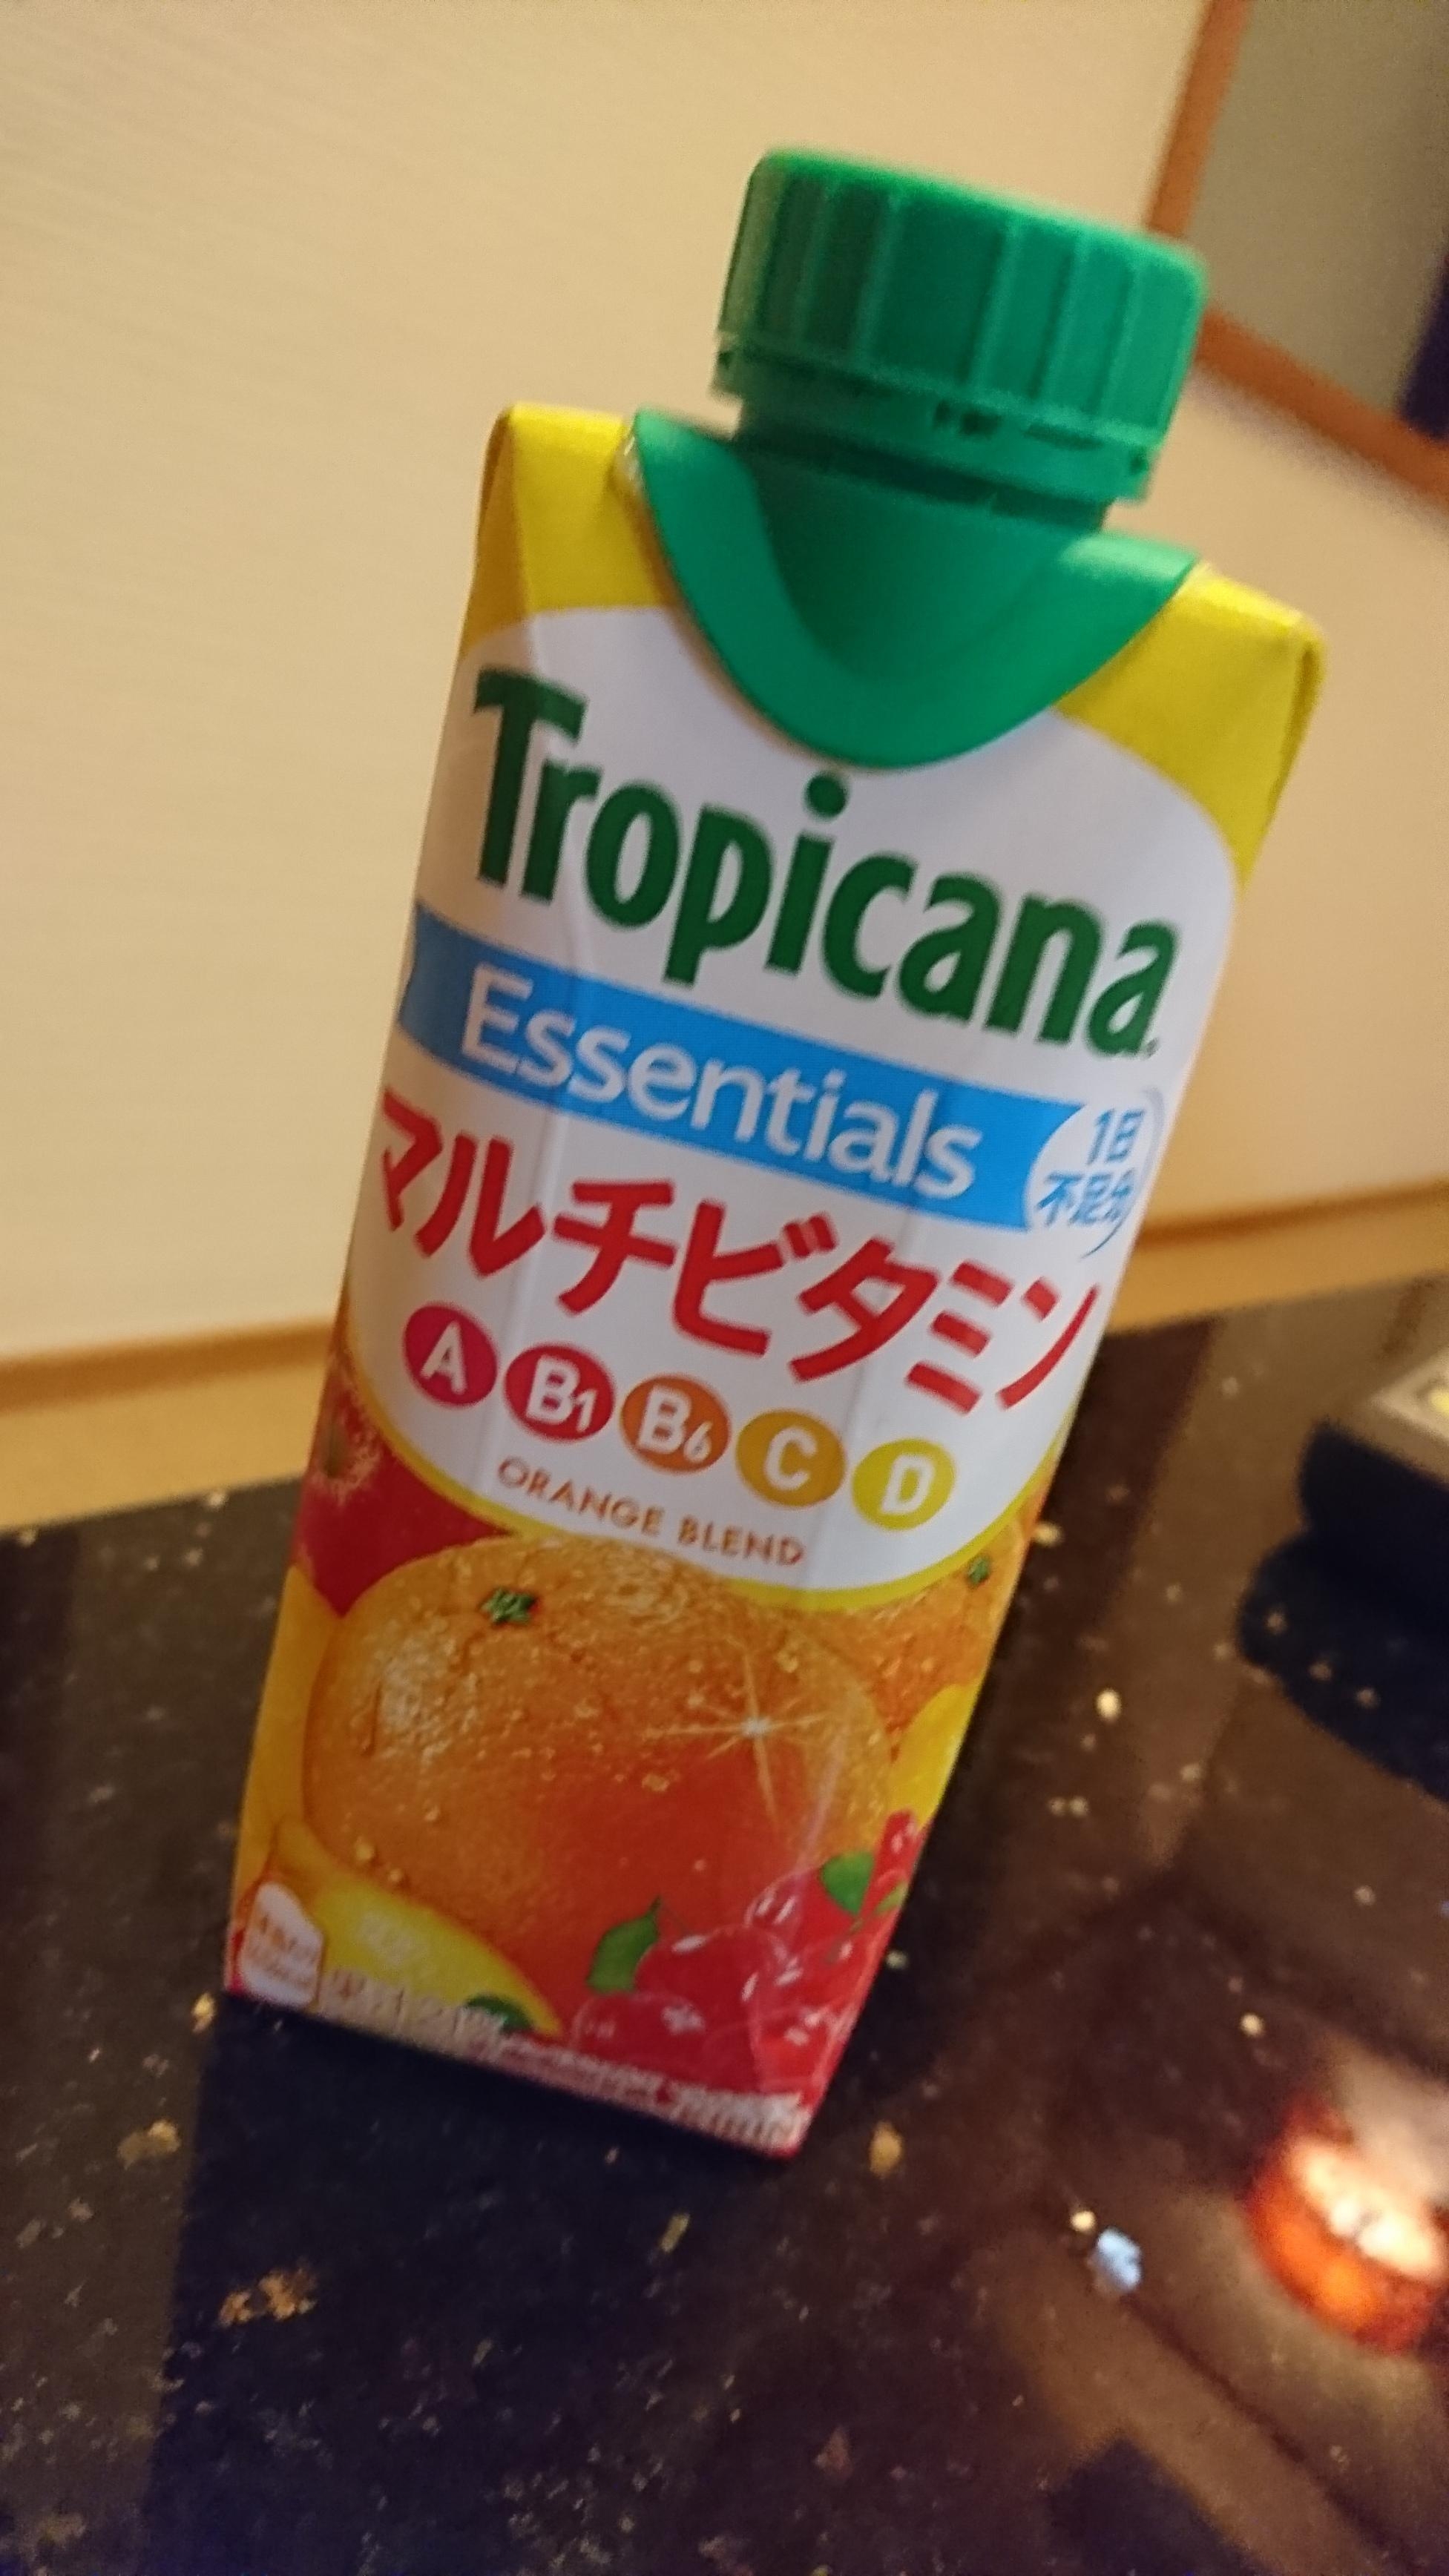 Tropicana
Essentials
1日
不足分
マルチビタミン
A B1 B6 C D
ORANGE BLEND